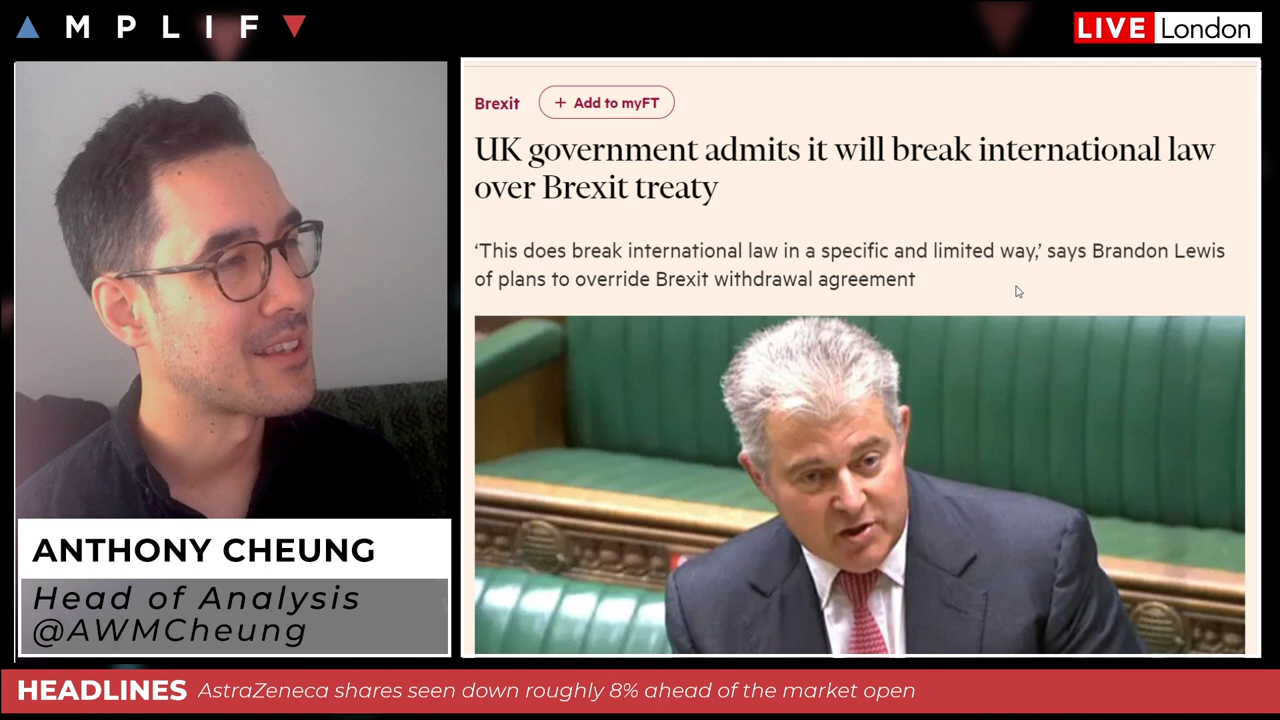 MPLIF
LIVE London
Brexit
+ Add to myFT
UK government admits it will break international law
over Brexit treaty
‘This does break international law in a specific and limited way,’ says Brandon Lewis
of plans to override Brexit withdrawal agreement
ANTHONY CHEUNG
Head of Analysis
@AWMCheung
HEADLINES AstraZeneca shares seen down roughly 8% ahead of the market open